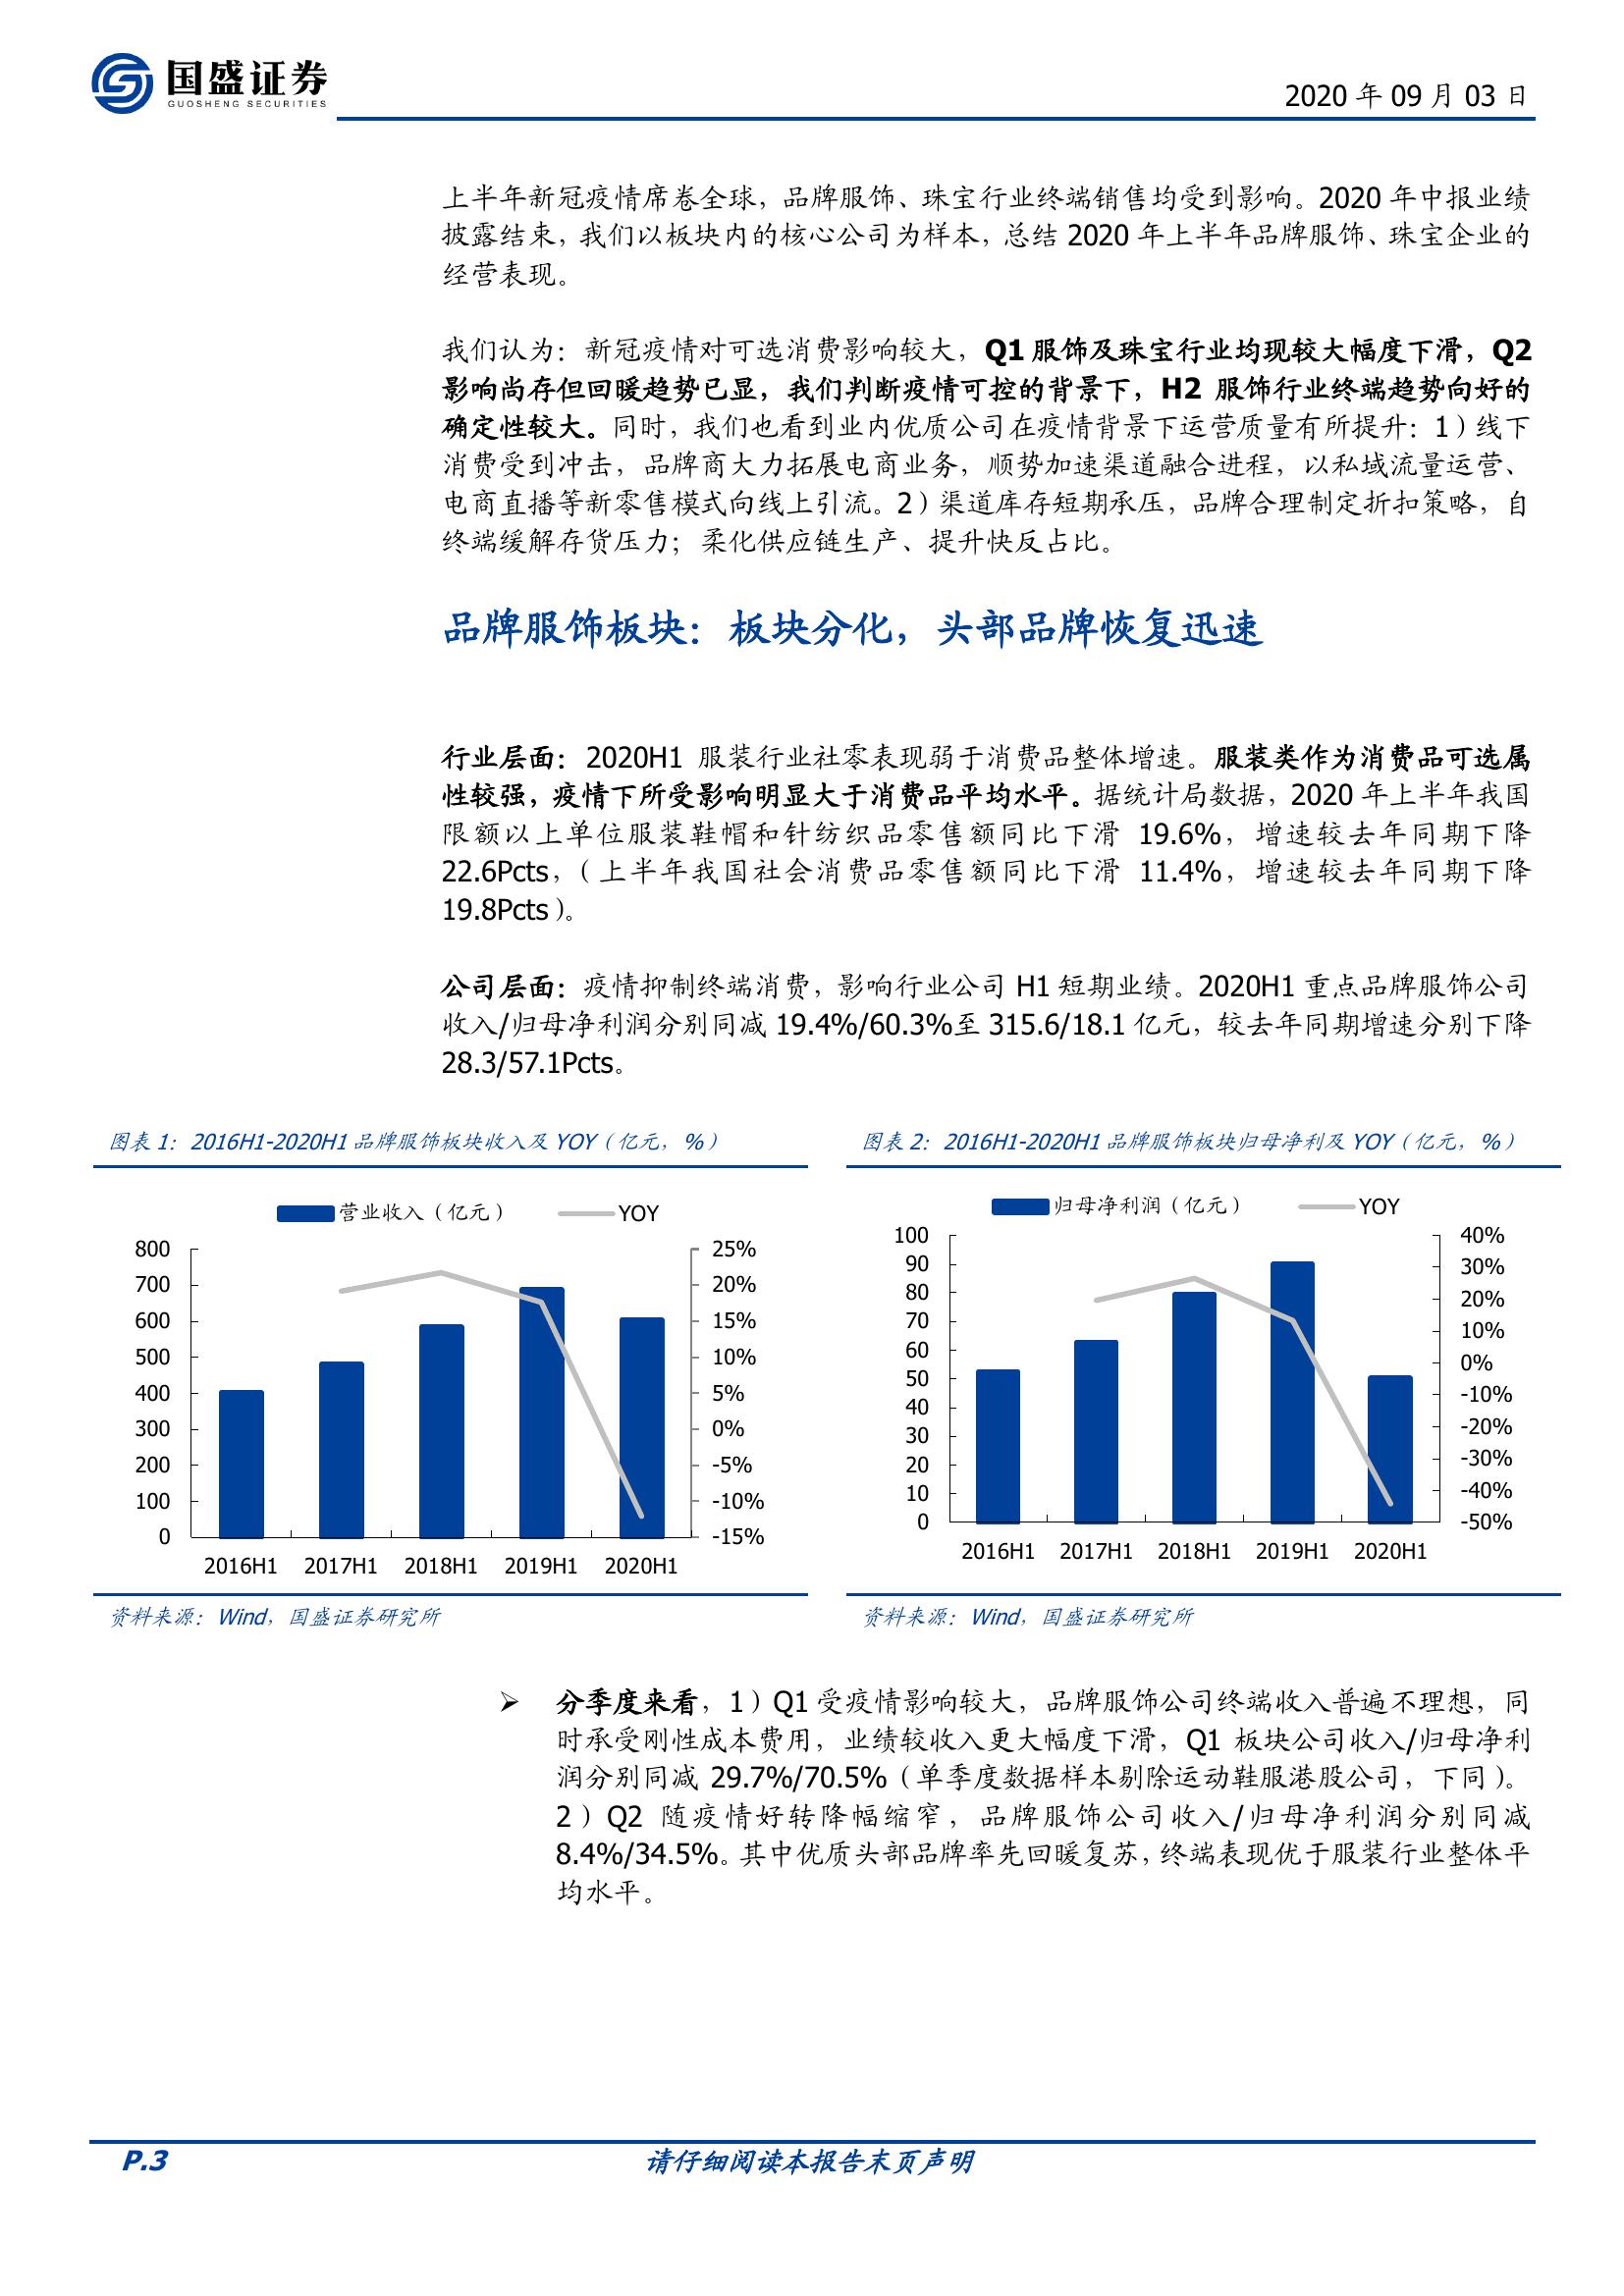 国盛证券
GUOSHENG SECURITIES
2020 年 09 月 03 日
上半年新冠疫情席卷全球，品牌服饰、珠宝行业终端销售均受到影响。2020 年中报业绩
披露结束，我们以板块内的核心公司为样本，总结 2020 年上半年品牌服饰、珠宝企业的
经营表现。
我们认为：新冠疫情对可选消费影响较大，Q1 服饰及珠宝行业均现较大幅度下滑，Q2
影响尚存但回暖趋势已显，我们判断疫情可控的背景下，H2 服饰行业终端趋势向好的
确定性较大。同时，我们也看到业内优质公司在疫情背景下运营质量有所提升：1）线下
消费受到冲击，品牌商大力拓展电商业务，顺势加速渠道融合进程，以私域流量运营、
电商直播等新零售模式向线上引流。2）渠道库存短期承压，品牌合理制定折扣策略，自
终端缓解存货压力；柔化供应链生产、提升快反占比。
品牌服饰板块：板块分化，头部品牌恢复迅速
行业层面：2020H1 服装行业社零表现弱于消费品整体增速。服装类作为消费品可选属
性较强，疫情下所受影响明显大于消费品平均水平。据统计局数据，2020 年上半年我国
限额以上单位服装鞋帽和针纺织品零售额同比下滑 19.6%，增速较去年同期下降
22.6Pcts，（上半年我国社会消费品零售额同比下滑 11.4%，增速较去年同期下降
19.8Pcts）。
公司层面：疫情抑制终端消费，影响行业公司 H1 短期业绩。2020H1 重点品牌服饰公司
收入/归母净利润分别同减 19.4%/60.3%至 315.6/18.1 亿元，较去年同期增速分别下降
28.3/57.1Pcts。
图表 1：2016H1-2020H1 品牌服饰板块收入及 YOY（亿元，%）
营业收入（亿元） YOY
800 25%
700 20%
600 15%
500 10%
400 5%
300 0%
200 -5%
100 -10%
0 -15%
2016H1 2017H1 2018H1 2019H1 2020H1
资料来源：Wind，国盛证券研究所
图表 2：2016H1-2020H1 品牌服饰板块归母净利及 YOY（亿元，%）
归母净利润（亿元） YOY
100 40%
90 30%
80 20%
70 10%
60 0%
50 -10%
40 -20%
30 -30%
20 -40%
10 -50%
0
2016H1 2017H1 2018H1 2019H1 2020H1
资料来源：Wind，国盛证券研究所
➢ 分季度来看，1）Q1 受疫情影响较大，品牌服饰公司终端收入普遍不理想，同
时承受刚性成本费用，业绩较收入更大幅度下滑，Q1 板块公司收入/归母净利
润分别同减 29.7%/70.5%（单季度数据样本剔除运动鞋服港股公司，下同）。
2）Q2 随疫情好转降幅缩窄，品牌服饰公司收入/归母净利润分别同减
8.4%/34.5%。其中优质头部品牌率先回暖复苏，终端表现优于服装行业整体平
均水平。
P.3
请仔细阅读本报告末页声明